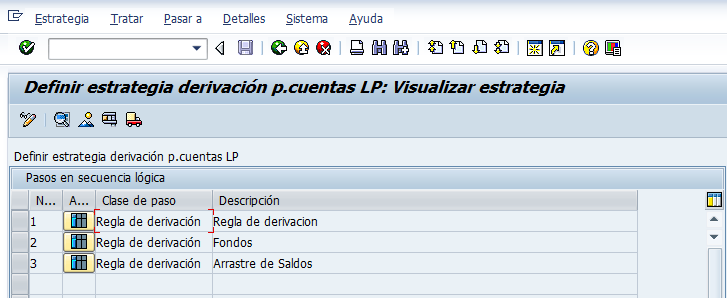 Estrategia Tratar Pasar a Detalles Sistema Ayuda
Definir estrategia derivación p.cuentas LP: Visualizar estrategia
Definir estrategia derivación p.cuentas LP
Pasos en secuencia lógica
N... A... Clase de paso Descripción
1 Regla de derivación Regla de derivacion
2 Regla de derivación Fondos
3 Regla de derivación Arrastre de Saldos